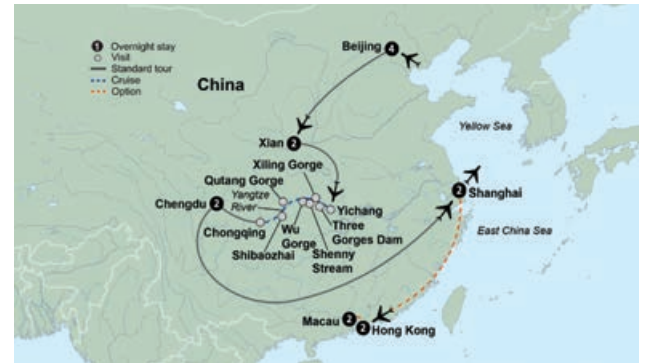 1 Overnight stay
Visit
Standard tour
Cruise
Option
China
Beijing 4
Yellow Sea
Xian 2
Xiling Gorge
Qutang Gorge
Yangtze
River
Chengdu 2
2 Shanghai
Yichang
Chongqing
Wu
Gorge
Three
Gorges Dam
East China Sea
Shibaozhai
Shenny
Stream
Macau 2
2 Hong Kong